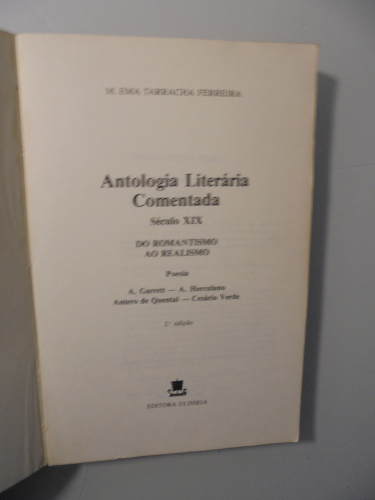 M. EMA TARRACHA FERREIRA
Antologia Literária
Comentada
Século XIX
DO ROMANTISMO
AO REALISMO
Poesia
A. Garrett — A. Herculano
Antero de Quental — Cesário Verde
edição
EDITORA ULISSEIA